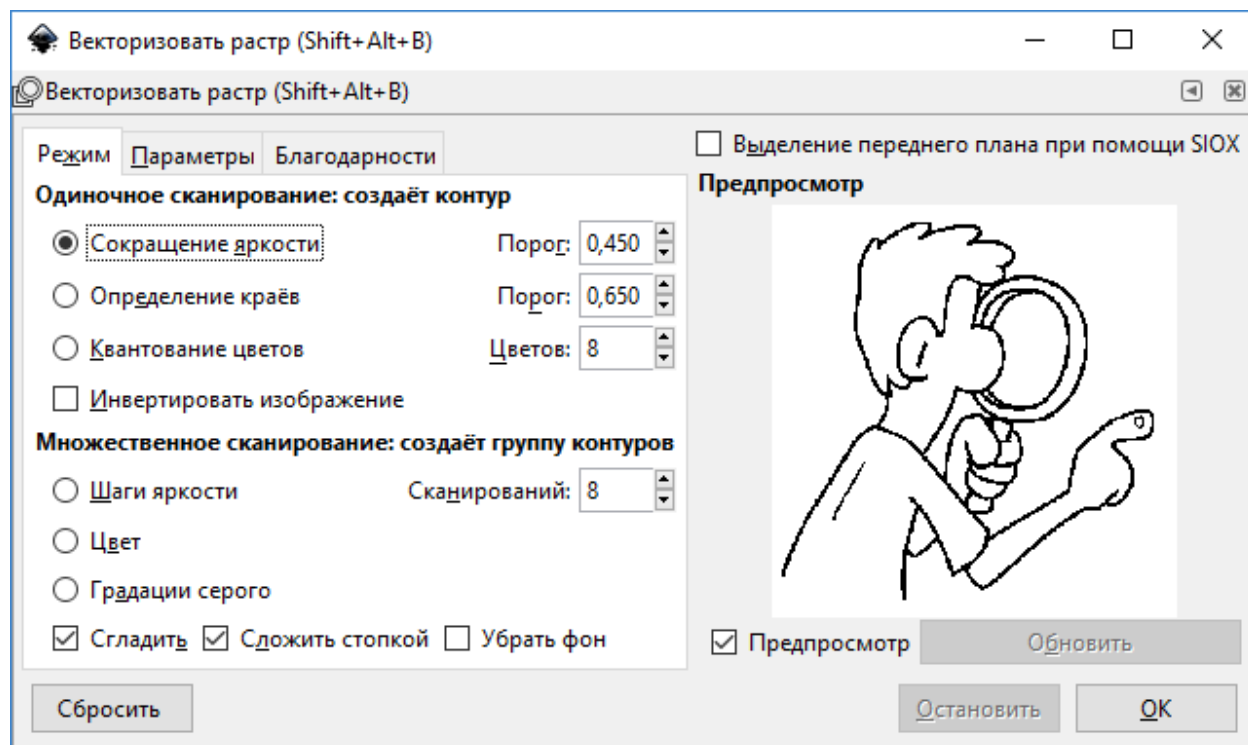 Векторизовать растр (Shift+Alt+B)
Векторизовать растр (Shift+Alt+B)
Режим Параметры Благодарности
Одиночное сканирование: создаёт контур
Сокращение яркости Порог: 0,450
Определение краёв Порог: 0,650
Квантование цветов Цветов: 8
Инвертировать изображение
Множественное сканирование: создаёт группу контуров
Шаги яркости Сканирований: 8
Цвет
Градации серого
Сгладить Сложить стопкой Убрать фон
Выделение переднего плана при помощи SIOX
Предпросмотр
Предпросмотр Обновить
Сбросить Остановить OK